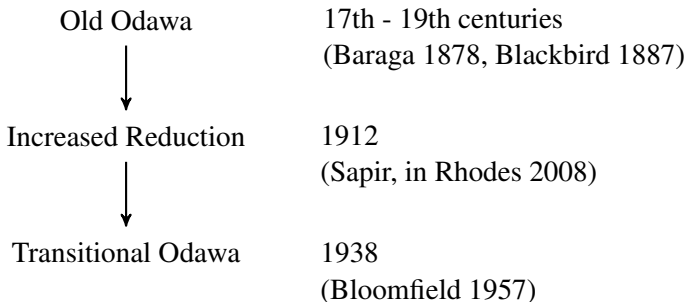 Old Odawa 17th - 19th centuries
(Baraga 1878, Blackbird 1887)
Increased Reduction 1912
(Sapir, in Rhodes 2008)
Transitional Odawa 1938
(Bloomfield 1957)